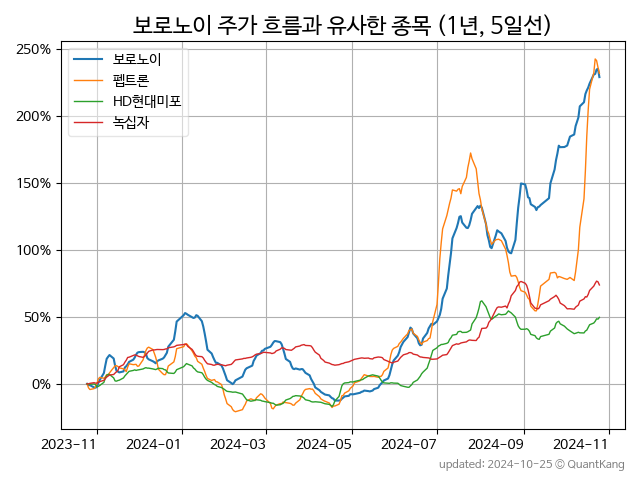 보로노이 주가 흐름과 유사한 종목 (1년, 5일선)
250%
200%
150%
100%
50%
0%
보로노이
펩트론
HD현대미포
녹십자
2023-11
2024-01
2024-03
2024-05
2024-07
2024-09
2024-11
updated: 2024-10-25 © QuantKang